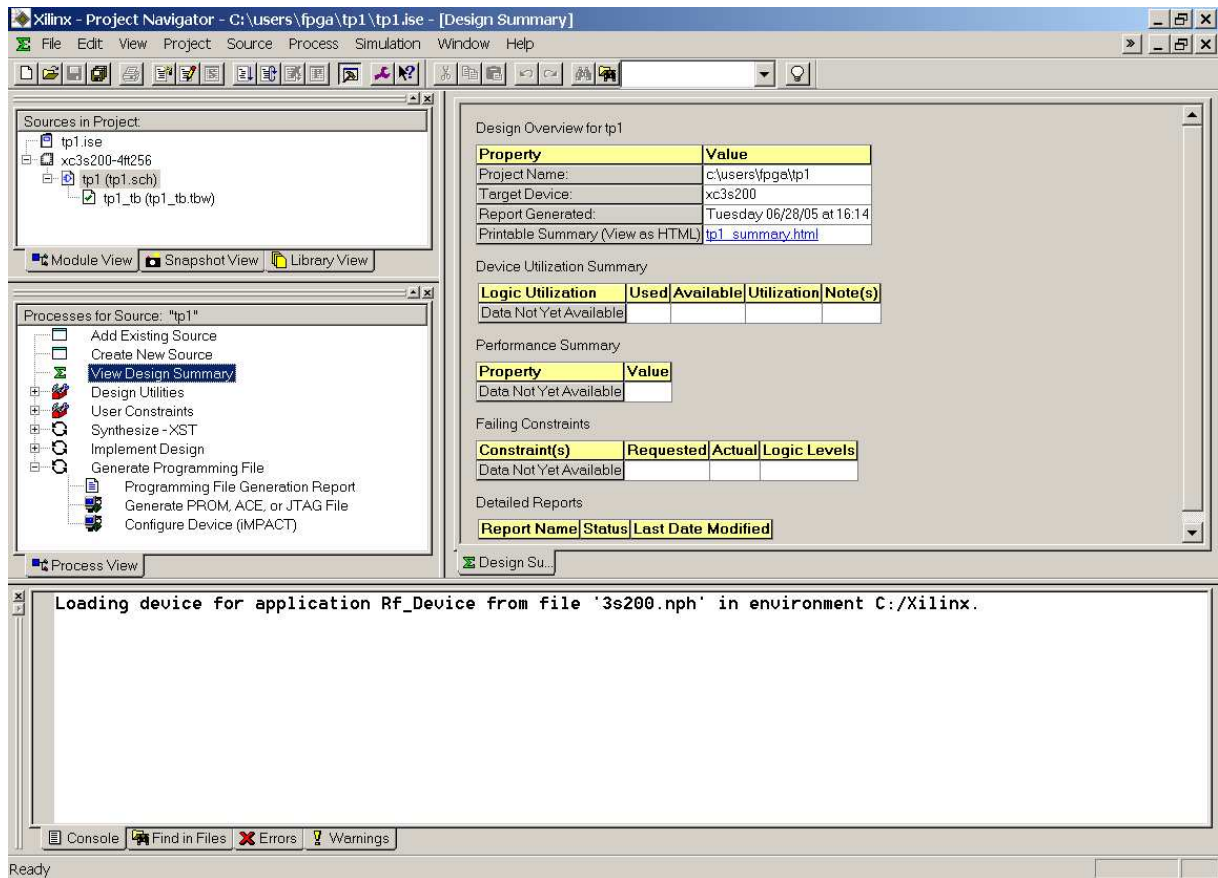 Xilinx - Project Navigator - C:\users\fpga\tp1\tp1.ise - [Design Summary]
File Edit View Project Source Process Simulation Window Help
Sources in Project:
tp1.ise
xc3s200-4ft256
tp1 (tp1.sch)
tp1_tb (tp1_tb.tbw)
Module View Snapshot View Library View
Processes for Source: "tp1"
Add Existing Source
Create New Source
View Design Summary
Design Utilities
User Constraints
Synthesize - XST
Implement Design
Generate Programming File
Programming File Generation Report
Generate PROM, ACE, or JTAG File
Configure Device (iMPACT)
Process View
Design Overview for tp1
Property Value
Project Name: c:\users\fpga\tp1
Target Device: xc3s200
Report Generated: Tuesday 06/28/05 at 16:14
Printable Summary (View as HTML) tp1_summary.html
Device Utilization Summary
Logic Utilization Used Available Utilization Note(s)
Data Not Yet Available
Performance Summary
Property Value
Data Not Yet Available
Failing Constraints
Constraint(s) Requested Actual Logic Levels
Data Not Yet Available
Detailed Reports
Report Name Status Last Date Modified
Design Su...
Loading device for application Rf_Device from file '3s200.nph' in environment C:/Xilinx.
Console Find in Files Errors Warnings
Ready